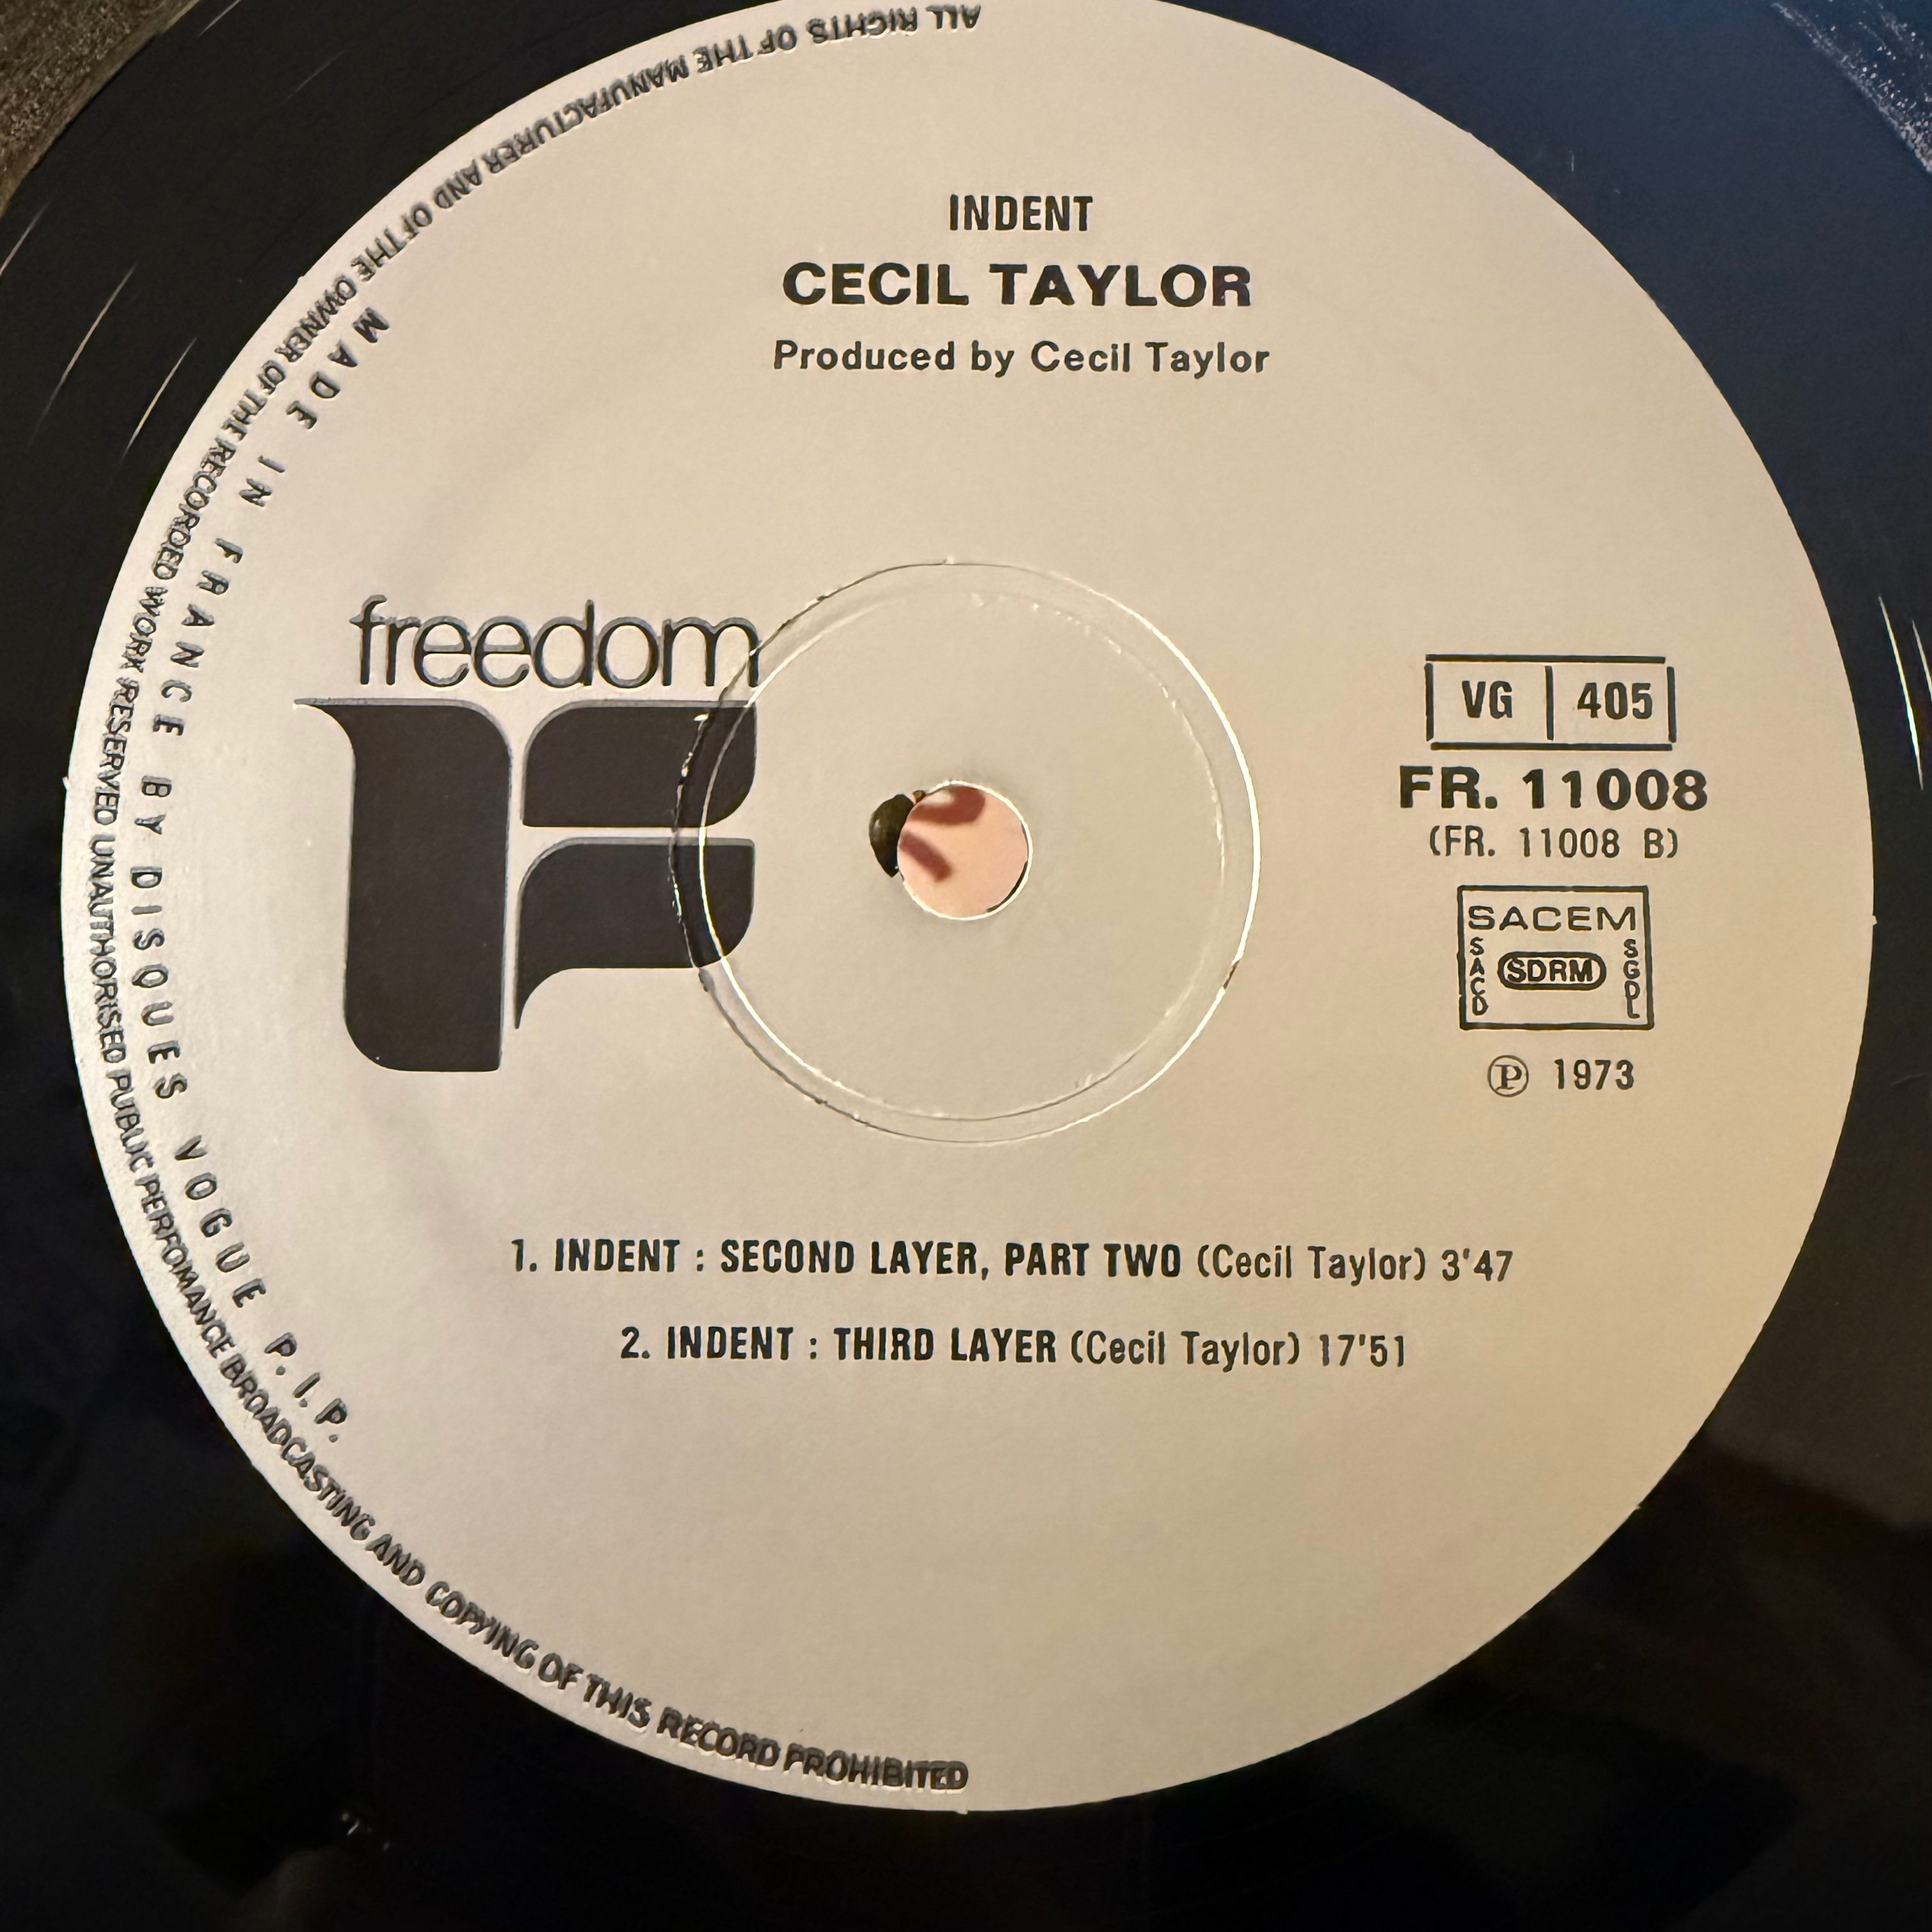 INDENT
CECIL TAYLOR
Produced by Cecil Taylor
freedom
VG 405
FR. 11008
(FR. 11008 B)
SACEM
SACD
SDRM
SGDL
Ⓟ 1973
1. INDENT : SECOND LAYER, PART TWO (Cecil Taylor) 3'47
2. INDENT : THIRD LAYER (Cecil Taylor) 17'51
MADE IN FRANCE BY DISQUES VOGUE P.I.P.
ALL RIGHTS OF THE MANUFACTURER AND OF THE OWNER OF THE RECORDED WORK RESERVED UNAUTHORISED PUBLIC PERFOMANCE BROADCASTING AND COPYING OF THIS RECORD PROHIBITED